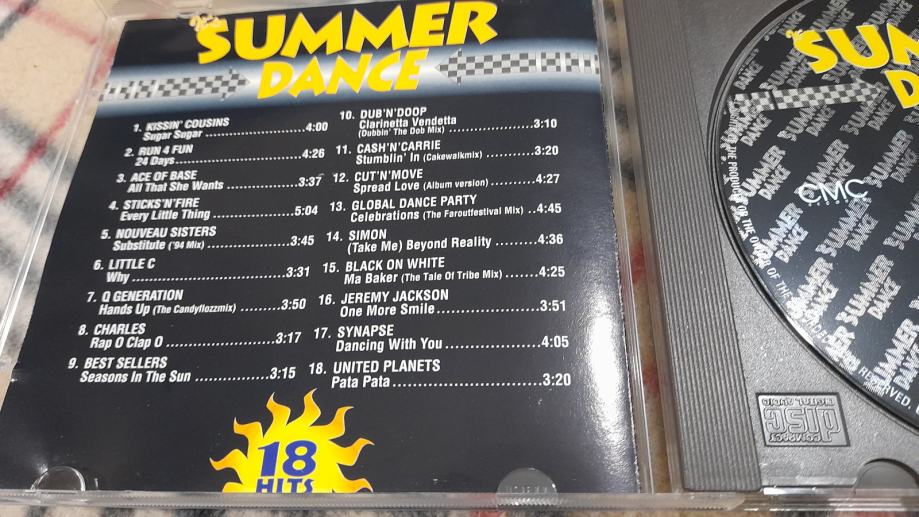 It's
SUMMER
DANCE
1. KISSIN' COUSINS
Sugar Sugar ....................4:00
2. RUN 4 FUN
24 Days ....................4:26
3. ACE OF BASE
All That She Wants ....................3:37
4. STICKS'N'FIRE
Every Little Thing ....................5:04
5. NOUVEAU SISTERS
Substitute ('94 Mix) ....................3:45
6. LITTLE C
Why ....................3:31
7. Q GENERATION
Hands Up (The Candyflozzmix) ..........3:50
8. CHARLES
Rap O Clap O ....................3:17
9. BEST SELLERS
Seasons In The Sun ....................3:15
10. DUB'N'DOOP
Clarinetta Vendetta
(Dubbin' The Dob Mix) ....................3:10
11. CASH'N'CARRIE
Stumblin' In (Cakewalkmix) ..........3:20
12. CUT'N'MOVE
Spread Love (Album version) ..........4:27
13. GLOBAL DANCE PARTY
Celebrations (The Faroutfestival Mix) ..4:45
14. SIMON
(Take Me) Beyond Reality ..........4:36
15. BLACK ON WHITE
Ma Baker (The Tale Of Tribe Mix) .......4:25
16. JEREMY JACKSON
One More Smile....................3:51
17. SYNAPSE
Dancing With You ....................4:05
18. UNITED PLANETS
Pata Pata....................3:20
18
HITS
SUMMER
DANCE
CMC
COMPACT
disc
DIGITAL AUDIO